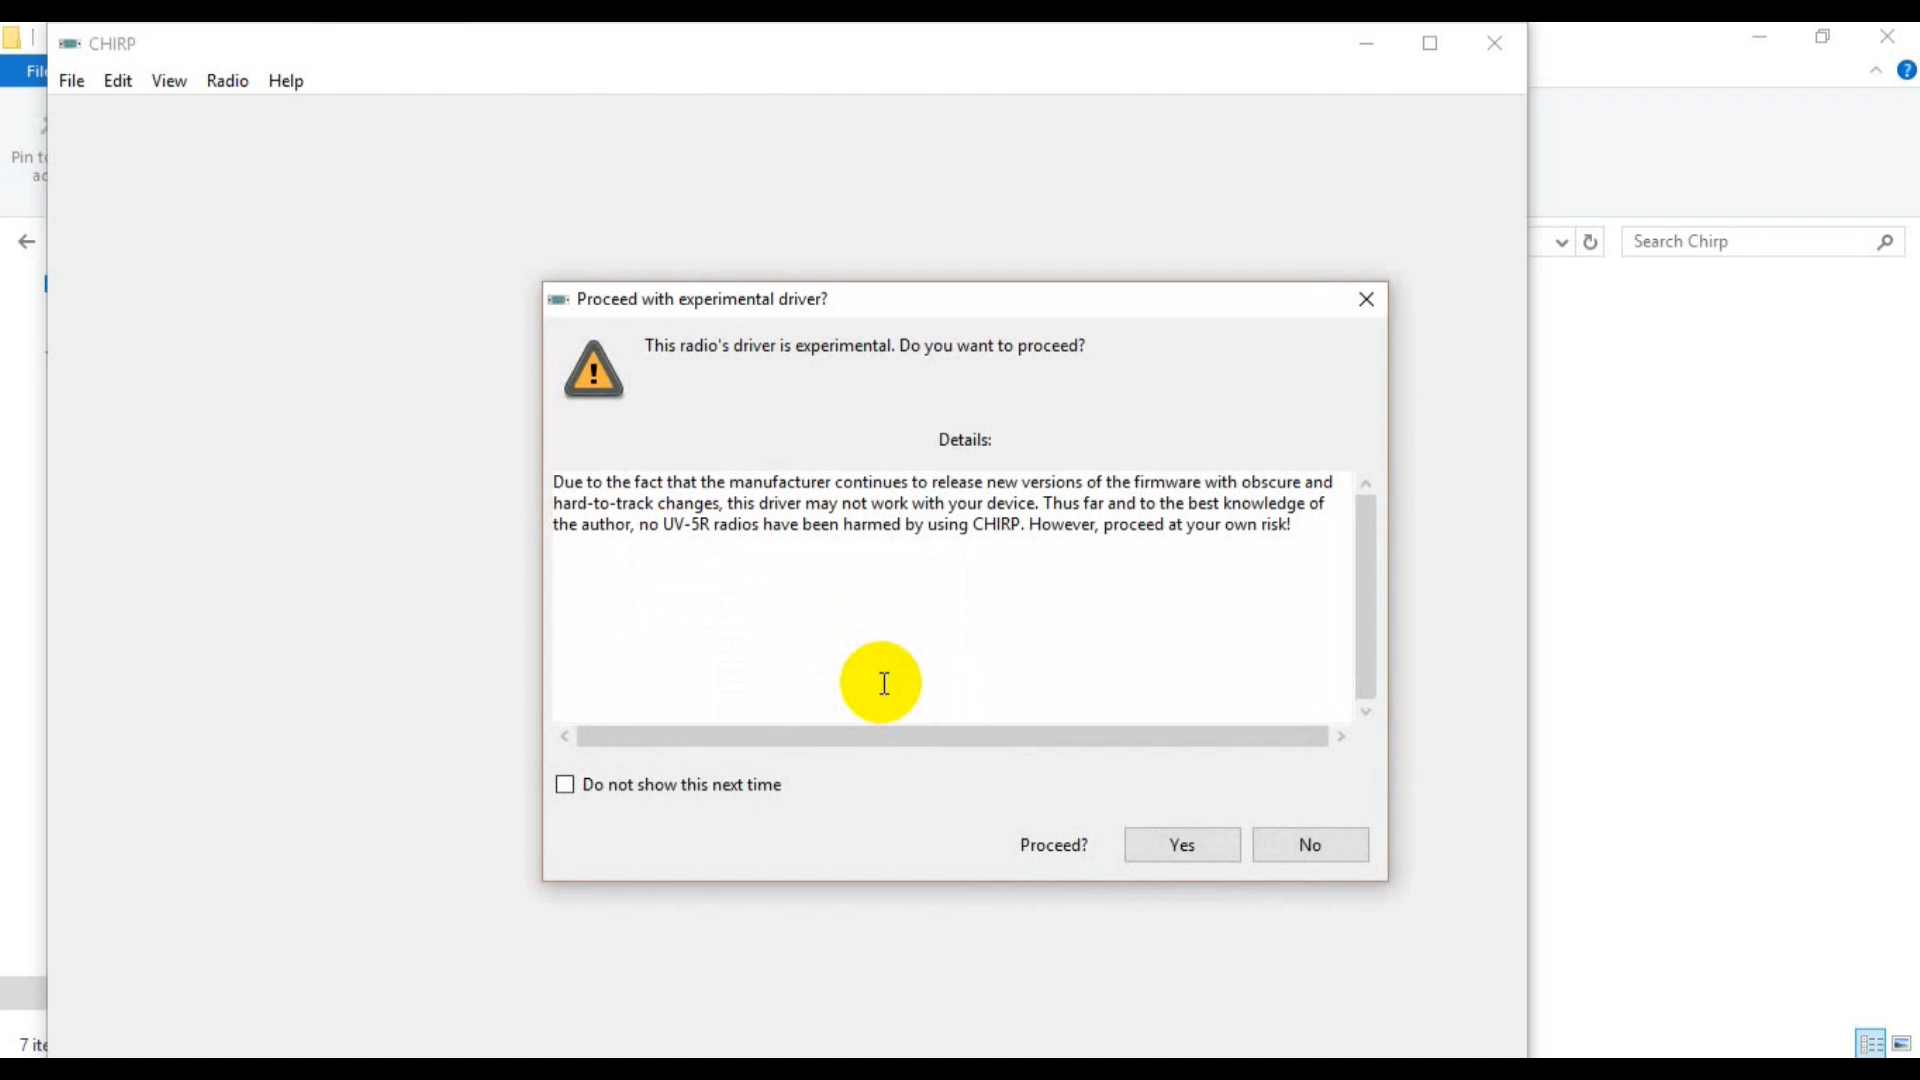 CHIRP
File Edit View Radio Help
Search Chirp
Proceed with experimental driver?
This radio's driver is experimental. Do you want to proceed?
Details:
Due to the fact that the manufacturer continues to release new versions of the firmware with obscure and
hard-to-track changes, this driver may not work with your device. Thus far and to the best knowledge of
the author, no UV-5R radios have been harmed by using CHIRP. However, proceed at your own risk!
Do not show this next time
Proceed? Yes No
Pin
7